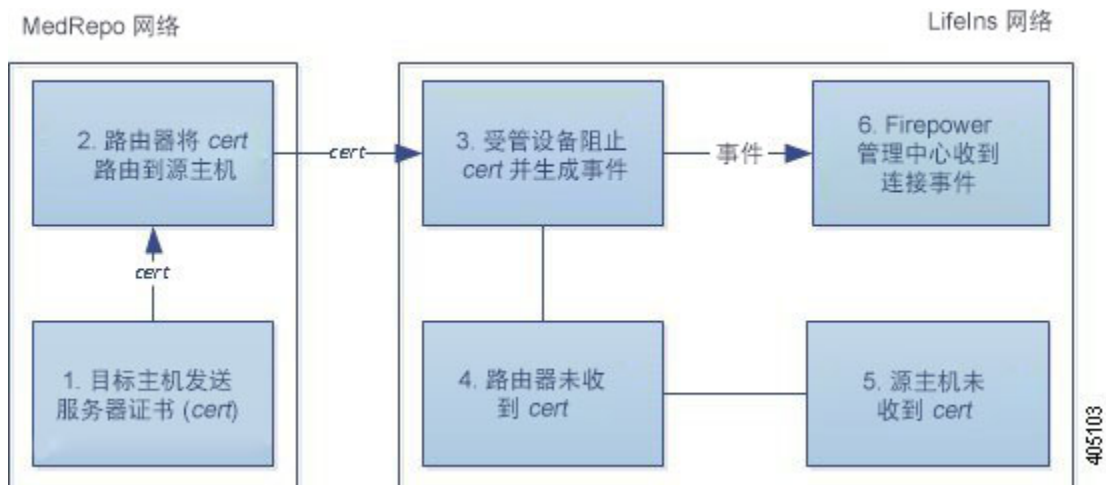 MedRepo 网络
LifeIns 网络
2. 路由器将 cert
路由到源主机
cert
3. 受管设备阻止
cert 并生成事件
事件
6. Firepower
管理中心收到
连接事件
cert
1. 目标主机发送
服务器证书 (cert)
4. 路由器未收
到 cert
5. 源主机未
收到 cert
405103